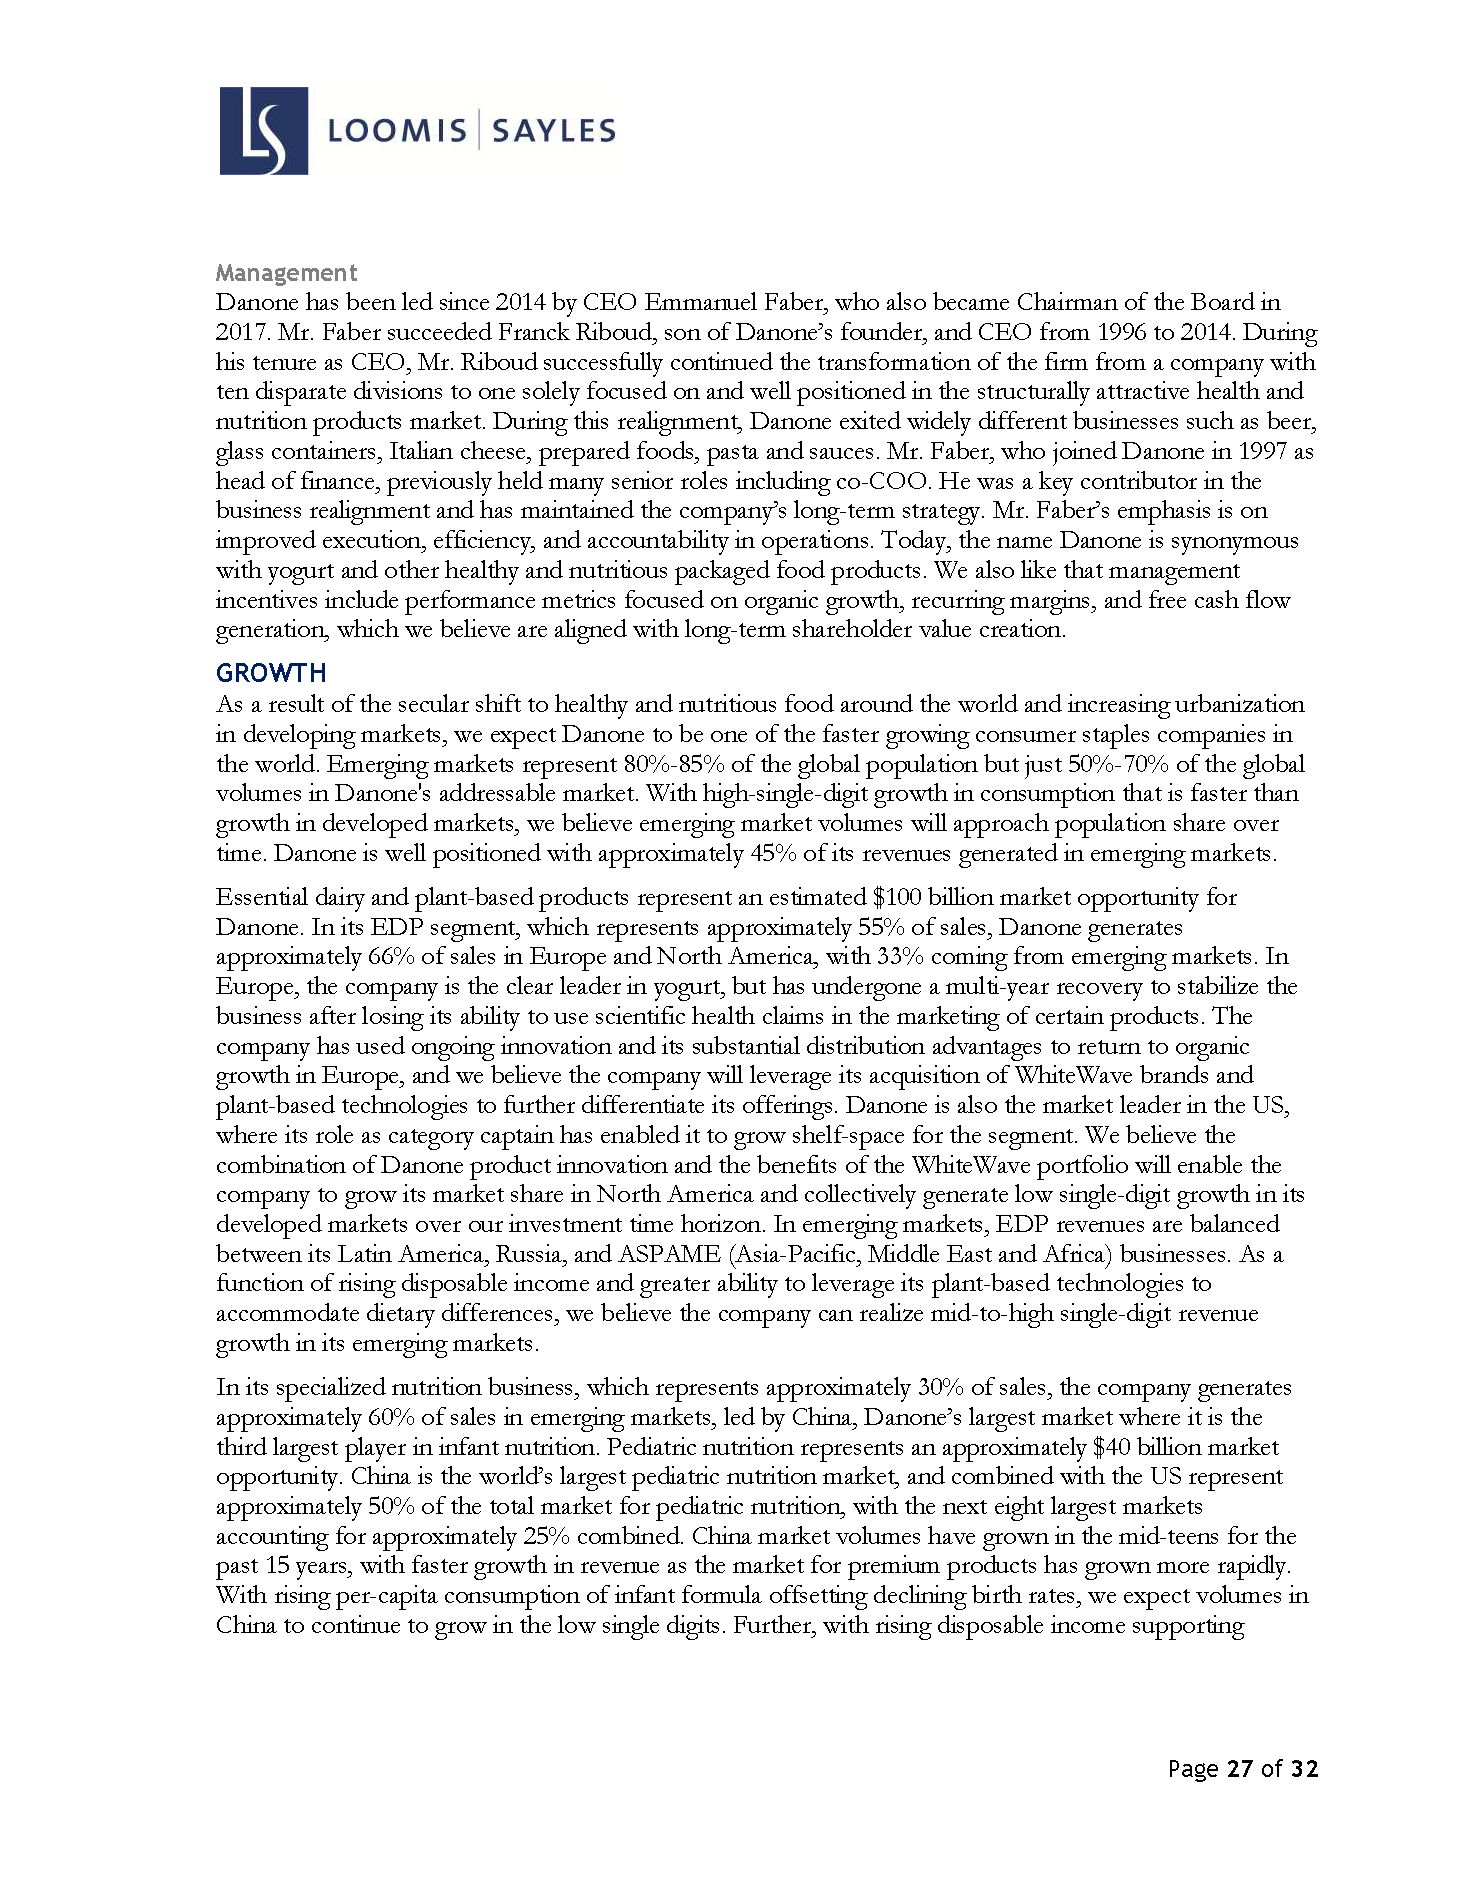 LS LOOMIS | SAYLES
Management
Danone has been led since 2014 by CEO Emmanuel Faber, who also became Chairman of the Board in
2017. Mr. Faber succeeded Franck Riboud, son of Danone’s founder, and CEO from 1996 to 2014. During
his tenure as CEO, Mr. Riboud successfully continued the transformation of the firm from a company with
ten disparate divisions to one solely focused on and well positioned in the structurally attractive health and
nutrition products market. During this realignment, Danone exited widely different businesses such as beer,
glass containers, Italian cheese, prepared foods, pasta and sauces. Mr. Faber, who joined Danone in 1997 as
head of finance, previously held many senior roles including co-COO. He was a key contributor in the
business realignment and has maintained the company’s long-term strategy. Mr. Faber’s emphasis is on
improved execution, efficiency, and accountability in operations. Today, the name Danone is synonymous
with yogurt and other healthy and nutritious packaged food products. We also like that management
incentives include performance metrics focused on organic growth, recurring margins, and free cash flow
generation, which we believe are aligned with long-term shareholder value creation.
GROWTH
As a result of the secular shift to healthy and nutritious food around the world and increasing urbanization
in developing markets, we expect Danone to be one of the faster growing consumer staples companies in
the world. Emerging markets represent 80%-85% of the global population but just 50%-70% of the global
volumes in Danone's addressable market. With high-single-digit growth in consumption that is faster than
growth in developed markets, we believe emerging market volumes will approach population share over
time. Danone is well positioned with approximately 45% of its revenues generated in emerging markets.
Essential dairy and plant-based products represent an estimated $100 billion market opportunity for
Danone. In its EDP segment, which represents approximately 55% of sales, Danone generates
approximately 66% of sales in Europe and North America, with 33% coming from emerging markets. In
Europe, the company is the clear leader in yogurt, but has undergone a multi-year recovery to stabilize the
business after losing its ability to use scientific health claims in the marketing of certain products. The
company has used ongoing innovation and its substantial distribution advantages to return to organic
growth in Europe, and we believe the company will leverage its acquisition of WhiteWave brands and
plant-based technologies to further differentiate its offerings. Danone is also the market leader in the US,
where its role as category captain has enabled it to grow shelf-space for the segment. We believe the
combination of Danone product innovation and the benefits of the WhiteWave portfolio will enable the
company to grow its market share in North America and collectively generate low single-digit growth in its
developed markets over our investment time horizon. In emerging markets, EDP revenues are balanced
between its Latin America, Russia, and ASPAME (Asia-Pacific, Middle East and Africa) businesses. As a
function of rising disposable income and greater ability to leverage its plant-based technologies to
accommodate dietary differences, we believe the company can realize mid-to-high single-digit revenue
growth in its emerging markets.
In its specialized nutrition business, which represents approximately 30% of sales, the company generates
approximately 60% of sales in emerging markets, led by China, Danone’s largest market where it is the
third largest player in infant nutrition. Pediatric nutrition represents an approximately $40 billion market
opportunity. China is the world’s largest pediatric nutrition market, and combined with the US represent
approximately 50% of the total market for pediatric nutrition, with the next eight largest markets
accounting for approximately 25% combined. China market volumes have grown in the mid-teens for the
past 15 years, with faster growth in revenue as the market for premium products has grown more rapidly.
With rising per-capita consumption of infant formula offsetting declining birth rates, we expect volumes in
China to continue to grow in the low single digits. Further, with rising disposable income supporting
Page 27 of 32